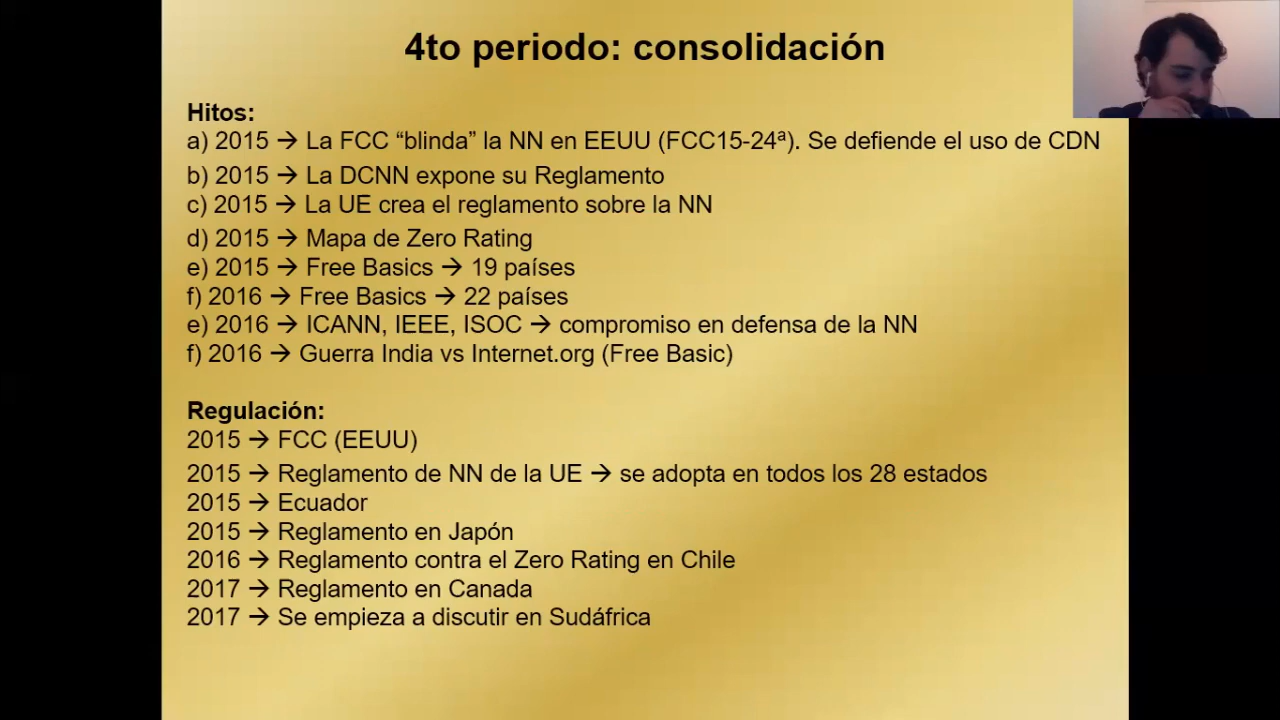 4to periodo: consolidación
Hitos:
a) 2015 → La FCC “blinda” la NN en EEUU (FCC15-24ª). Se defiende el uso de CDN
b) 2015 → La DCNN expone su Reglamento
c) 2015 → La UE crea el reglamento sobre la NN
d) 2015 → Mapa de Zero Rating
e) 2015 → Free Basics → 19 países
f) 2016 → Free Basics → 22 países
e) 2016 → ICANN, IEEE, ISOC → compromiso en defensa de la NN
f) 2016 → Guerra India vs Internet.org (Free Basic)
Regulación:
2015 → FCC (EEUU)
2015 → Reglamento de NN de la UE → se adopta en todos los 28 estados
2015 → Ecuador
2015 → Reglamento en Japón
2016 → Reglamento contra el Zero Rating en Chile
2017 → Reglamento en Canada
2017 → Se empieza a discutir en Sudáfrica